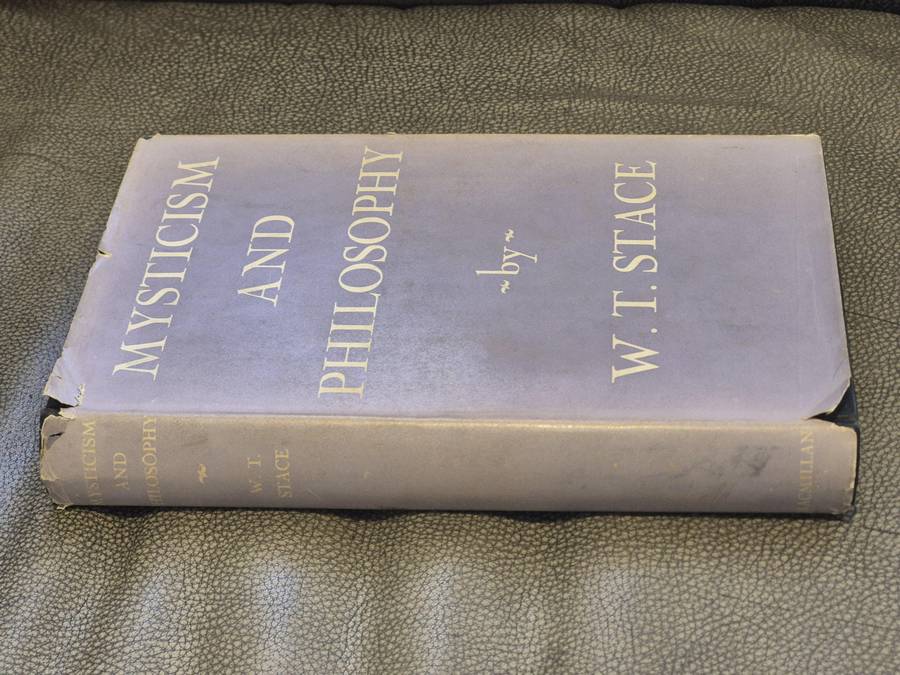 MYSTICISM
AND
PHILOSOPHY
~by~
W. T. STACE
MYSTICISM
AND
PHILOSOPHY
W. T.
STACE
MACMILLAN